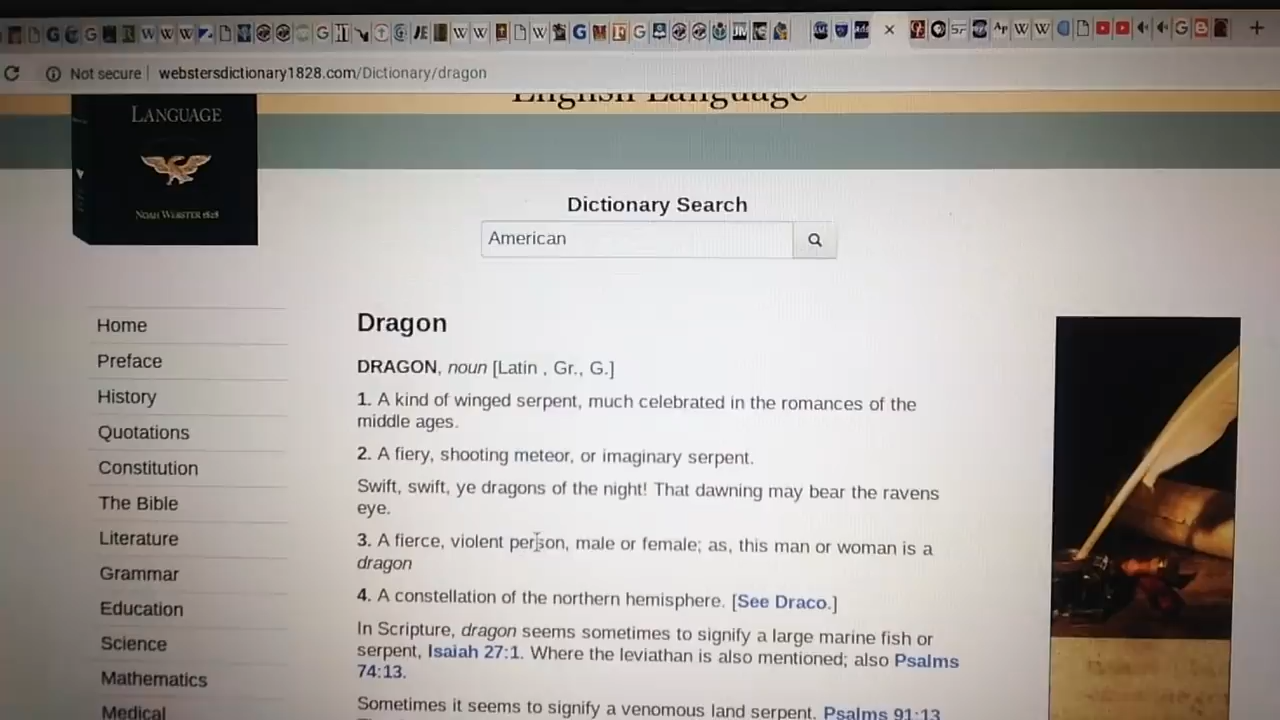 Not secure
webstersdictionary1828.com/Dictionary/dragon
English Language
LANGUAGE
NOAH WEBSTER 1828
Dictionary Search
American
Home
Preface
History
Quotations
Constitution
The Bible
Literature
Grammar
Education
Science
Mathematics
Medical
Dragon
DRAGON, noun [Latin , Gr., G.]
1. A kind of winged serpent, much celebrated in the romances of the
middle ages.
2. A fiery, shooting meteor, or imaginary serpent.
Swift, swift, ye dragons of the night! That dawning may bear the ravens
eye.
3. A fierce, violent person, male or female; as, this man or woman is a
dragon
4. A constellation of the northern hemisphere. [See Draco.]
In Scripture, dragon seems sometimes to signify a large marine fish or
serpent, Isaiah 27:1. Where the leviathan is also mentioned; also Psalms
74:13.
Sometimes it seems to signify a venomous land serpent. Psalms 91:13